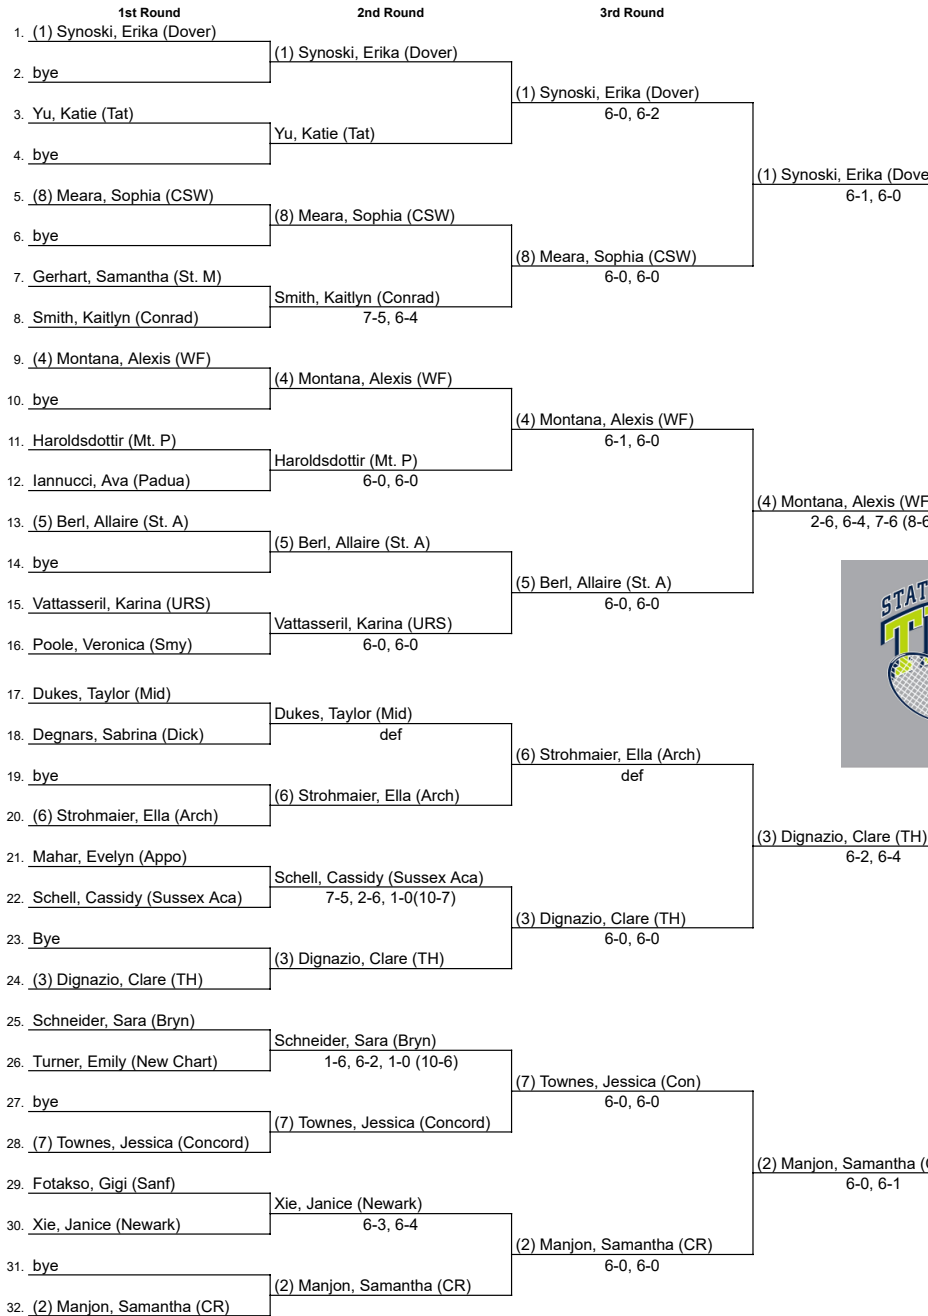 1st Round
2nd Round
3rd Round
1. (1) Synoski, Erika (Dover)
(1) Synoski, Erika (Dover)
2. bye
(1) Synoski, Erika (Dover)
6-0, 6-2
3. Yu, Katie (Tat)
Yu, Katie (Tat)
4. bye
(1) Synoski, Erika (Dove
6-1, 6-0
5. (8) Meara, Sophia (CSW)
(8) Meara, Sophia (CSW)
6. bye
(8) Meara, Sophia (CSW)
6-0, 6-0
7. Gerhart, Samantha (St. M)
Smith, Kaitlyn (Conrad)
7-5, 6-4
8. Smith, Kaitlyn (Conrad)
9. (4) Montana, Alexis (WF)
(4) Montana, Alexis (WF)
10. bye
(4) Montana, Alexis (WF)
6-1, 6-0
11. Haroldsdottir (Mt. P)
Haroldsdottir (Mt. P)
6-0, 6-0
12. Iannucci, Ava (Padua)
(4) Montana, Alexis (WF
2-6, 6-4, 7-6 (8-6
13. (5) Berl, Allaire (St. A)
(5) Berl, Allaire (St. A)
14. bye
(5) Berl, Allaire (St. A)
6-0, 6-0
15. Vattasseril, Karina (URS)
Vattasseril, Karina (URS)
6-0, 6-0
16. Poole, Veronica (Smy)
STAT
17. Dukes, Taylor (Mid)
Dukes, Taylor (Mid)
def
18. Degnars, Sabrina (Dick)
(6) Strohmaier, Ella (Arch)
def
19. bye
(6) Strohmaier, Ella (Arch)
20. (6) Strohmaier, Ella (Arch)
(3) Dignazio, Clare (TH)
6-2, 6-4
21. Mahar, Evelyn (Appo)
Schell, Cassidy (Sussex Aca)
7-5, 2-6, 1-0(10-7)
22. Schell, Cassidy (Sussex Aca)
(3) Dignazio, Clare (TH)
6-0, 6-0
23. Bye
(3) Dignazio, Clare (TH)
24. (3) Dignazio, Clare (TH)
25. Schneider, Sara (Bryn)
Schneider, Sara (Bryn)
1-6, 6-2, 1-0 (10-6)
26. Turner, Emily (New Chart)
(7) Townes, Jessica (Con)
6-0, 6-0
27. bye
(7) Townes, Jessica (Concord)
28. (7) Townes, Jessica (Concord)
(2) Manjon, Samantha (
6-0, 6-1
29. Fotakso, Gigi (Sanf)
Xie, Janice (Newark)
6-3, 6-4
30. Xie, Janice (Newark)
(2) Manjon, Samantha (CR)
6-0, 6-0
31. bye
(2) Manjon, Samantha (CR)
32. (2) Manjon, Samantha (CR)